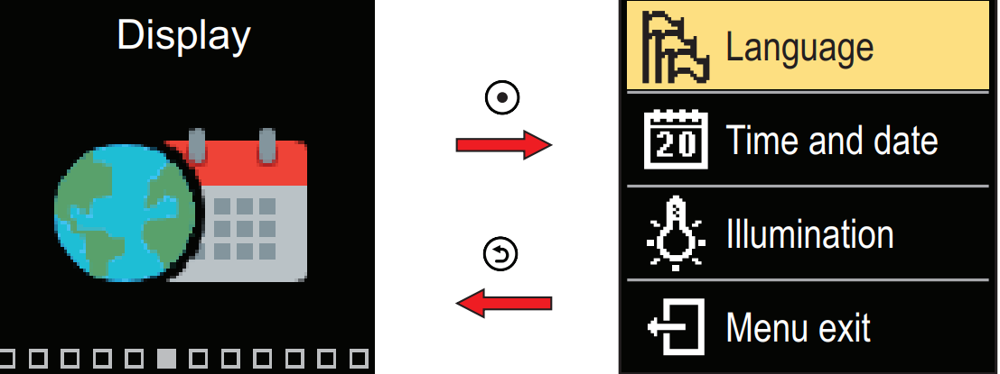 Display
Language
20
Time and date
Illumination
Menu exit